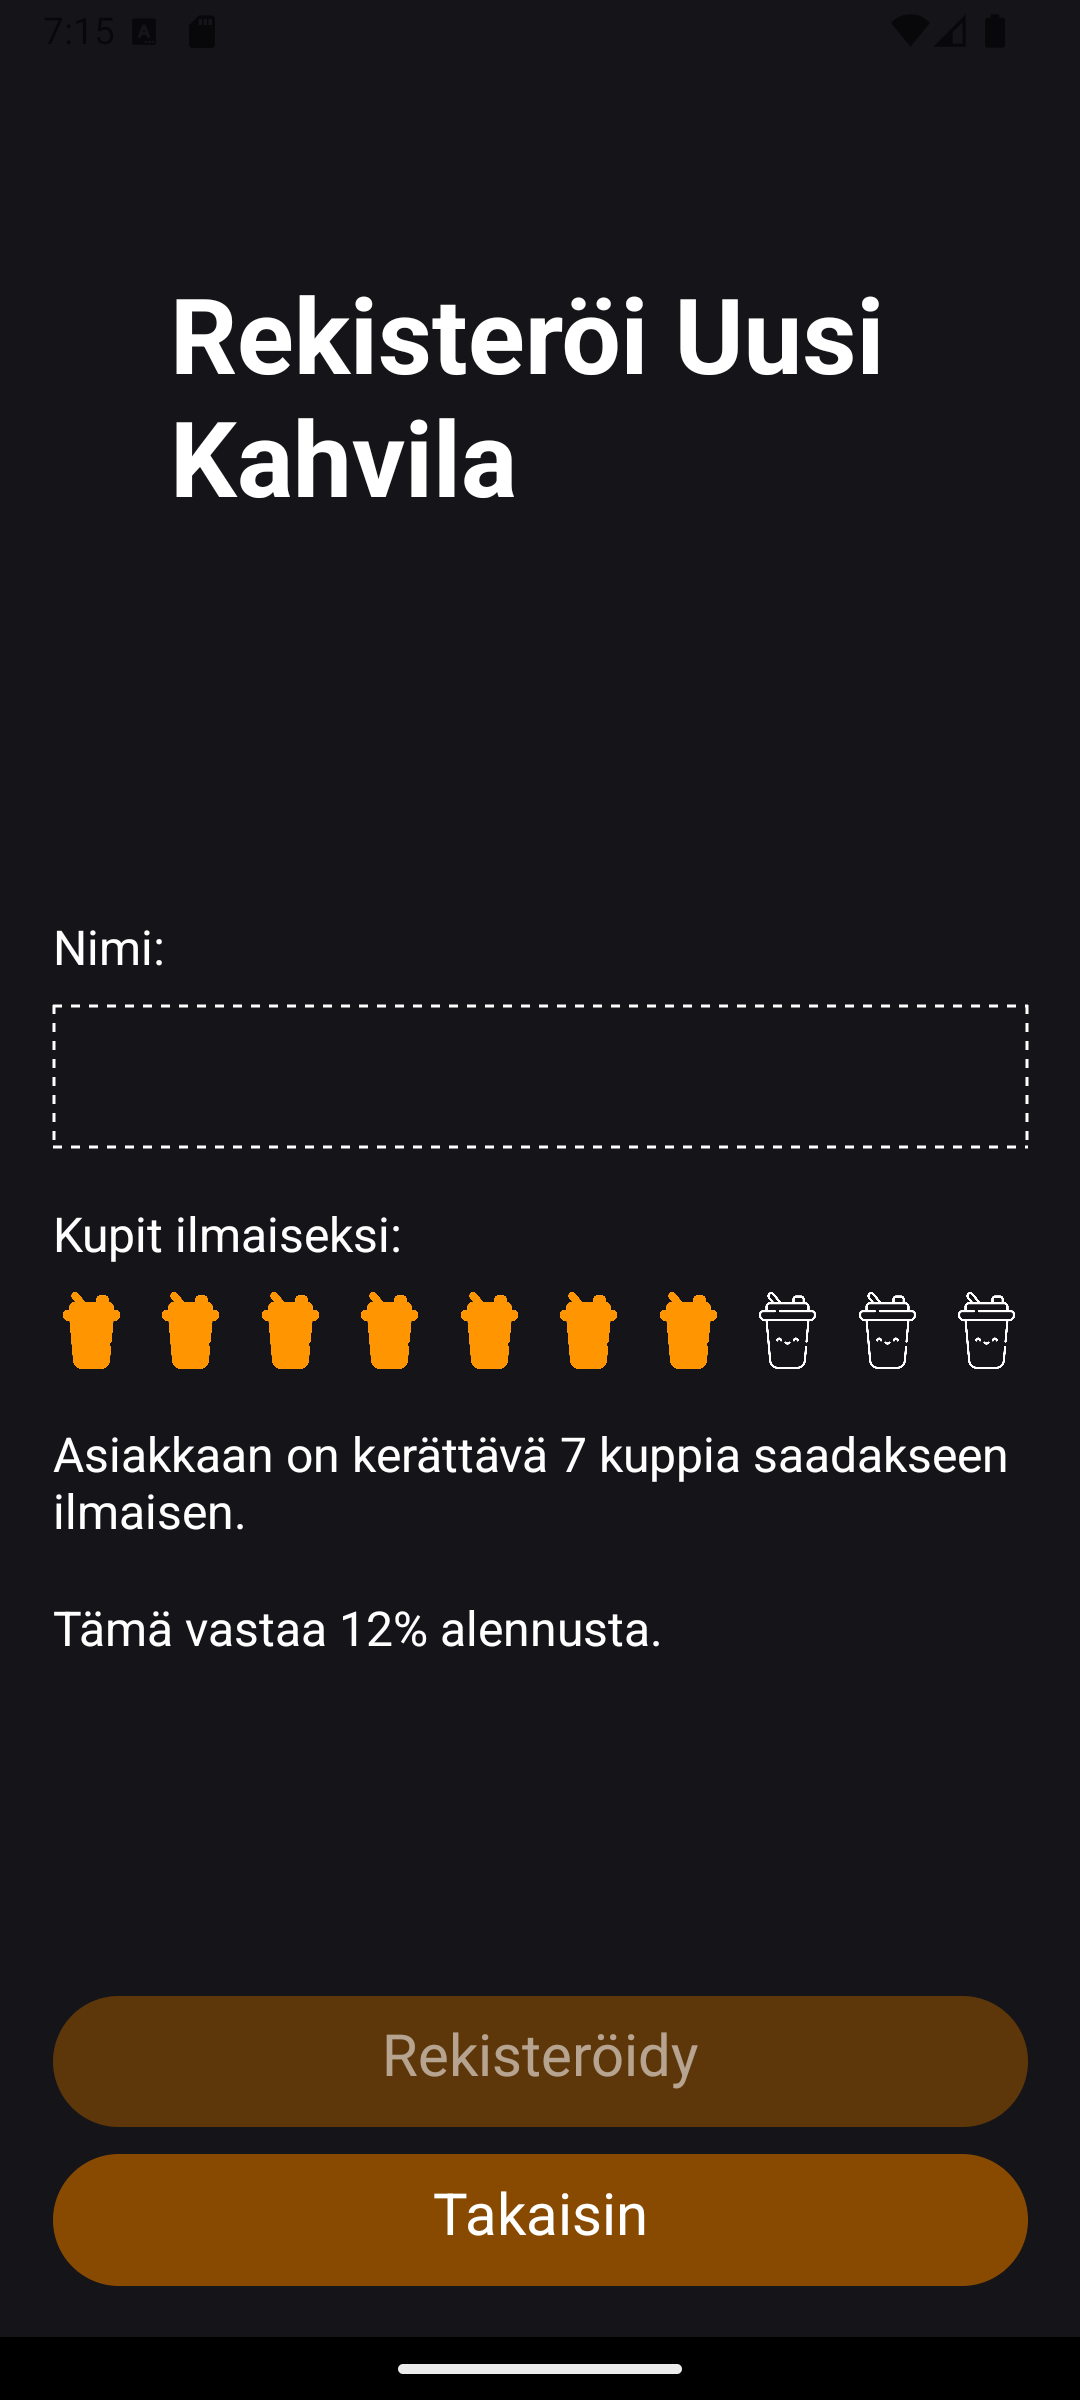 7:15
Rekisteröi Uusi
Kahvila
Nimi:
Kupit ilmaiseksi:
Asiakkaan on kerättävä 7 kuppia saadakseen
ilmaisen.
Tämä vastaa 12% alennusta.
Rekisteröidy
Takaisin